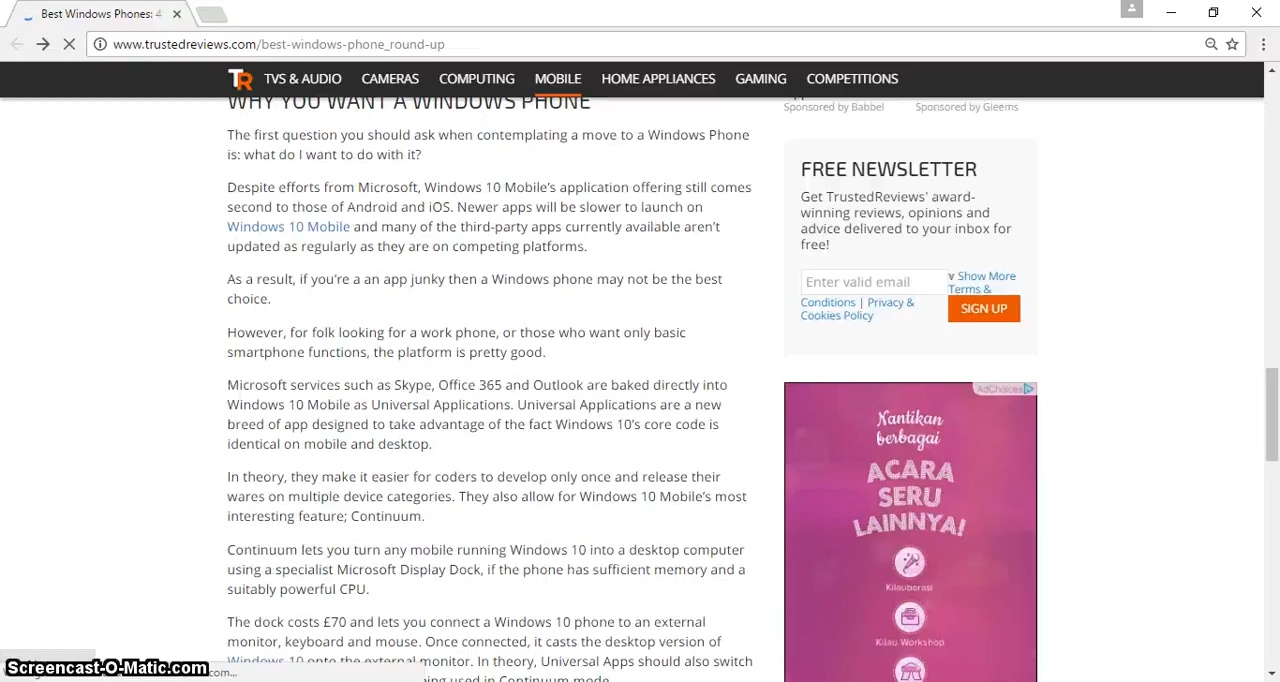 Best Windows Phones: 4
www.trustedreviews.com/best-windows-phone_round-up
TR TVS & AUDIO CAMERAS COMPUTING MOBILE HOME APPLIANCES GAMING COMPETITIONS
WHY YOU WANT A WINDOWS PHONE
The first question you should ask when contemplating a move to a Windows Phone
is: what do I want to do with it?
Despite efforts from Microsoft, Windows 10 Mobile's application offering still comes
second to those of Android and iOS. Newer apps will be slower to launch on
Windows 10 Mobile and many of the third-party apps currently available aren't
updated as regularly as they are on competing platforms.
As a result, if you're a an app junky then a Windows phone may not be the best
choice.
However, for folk looking for a work phone, or those who want only basic
smartphone functions, the platform is pretty good.
Microsoft services such as Skype, Office 365 and Outlook are baked directly into
Windows 10 Mobile as Universal Applications. Universal Applications are a new
breed of app designed to take advantage of the fact Windows 10's core code is
identical on mobile and desktop.
In theory, they make it easier for coders to develop only once and release their
wares on multiple device categories. They also allow for Windows 10 Mobile's most
interesting feature; Continuum.
Continuum lets you turn any mobile running Windows 10 into a desktop computer
using a specialist Microsoft Display Dock, if the phone has sufficient memory and a
suitably powerful CPU.
The dock costs £70 and lets you connect a Windows 10 phone to an external
monitor, keyboard and mouse. Once connected, it casts the desktop version of
Windows 10 onto the external monitor. In theory, Universal Apps should also switch
being used in Continuum mode.
Sponsored by Babbel Sponsored by Gleems
FREE NEWSLETTER
Get TrustedReviews' award-
winning reviews, opinions and
advice delivered to your inbox for
free!
Enter valid email
v Show More
Terms &
Conditions | Privacy &
Cookies Policy
SIGN UP
AdChoices
Nantikan
berbagai
ACARA
SERU
LAINNYA!
Kilauborasi
Kilau Workshop
Screencast-O-Matic.com
com...